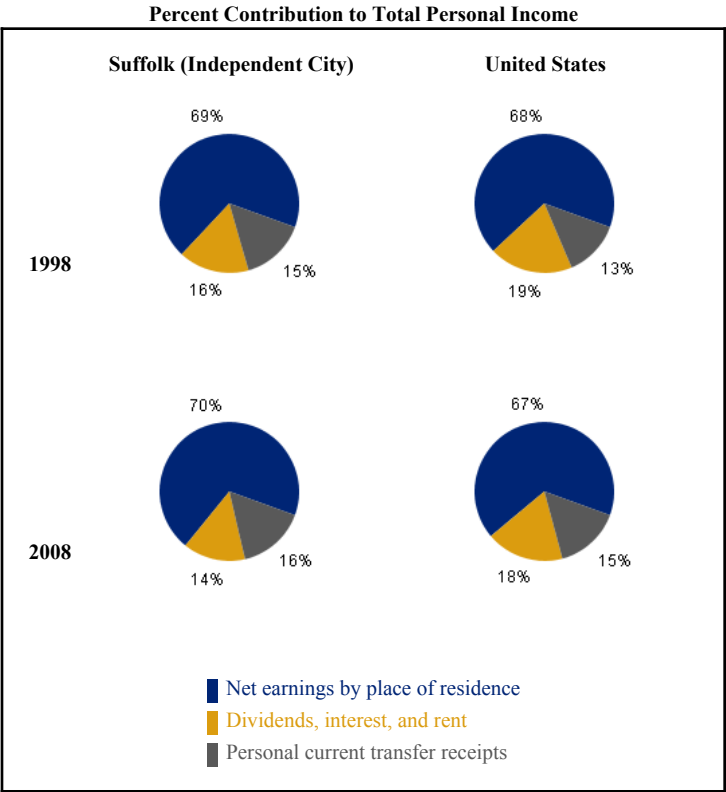 Percent Contribution to Total Personal Income
Suffolk (Independent City) United States
69% 68%
1998
15% 13%
16% 19%
70% 67%
2008
16% 15%
14% 18%
Net earnings by place of residence
Dividends, interest, and rent
Personal current transfer receipts